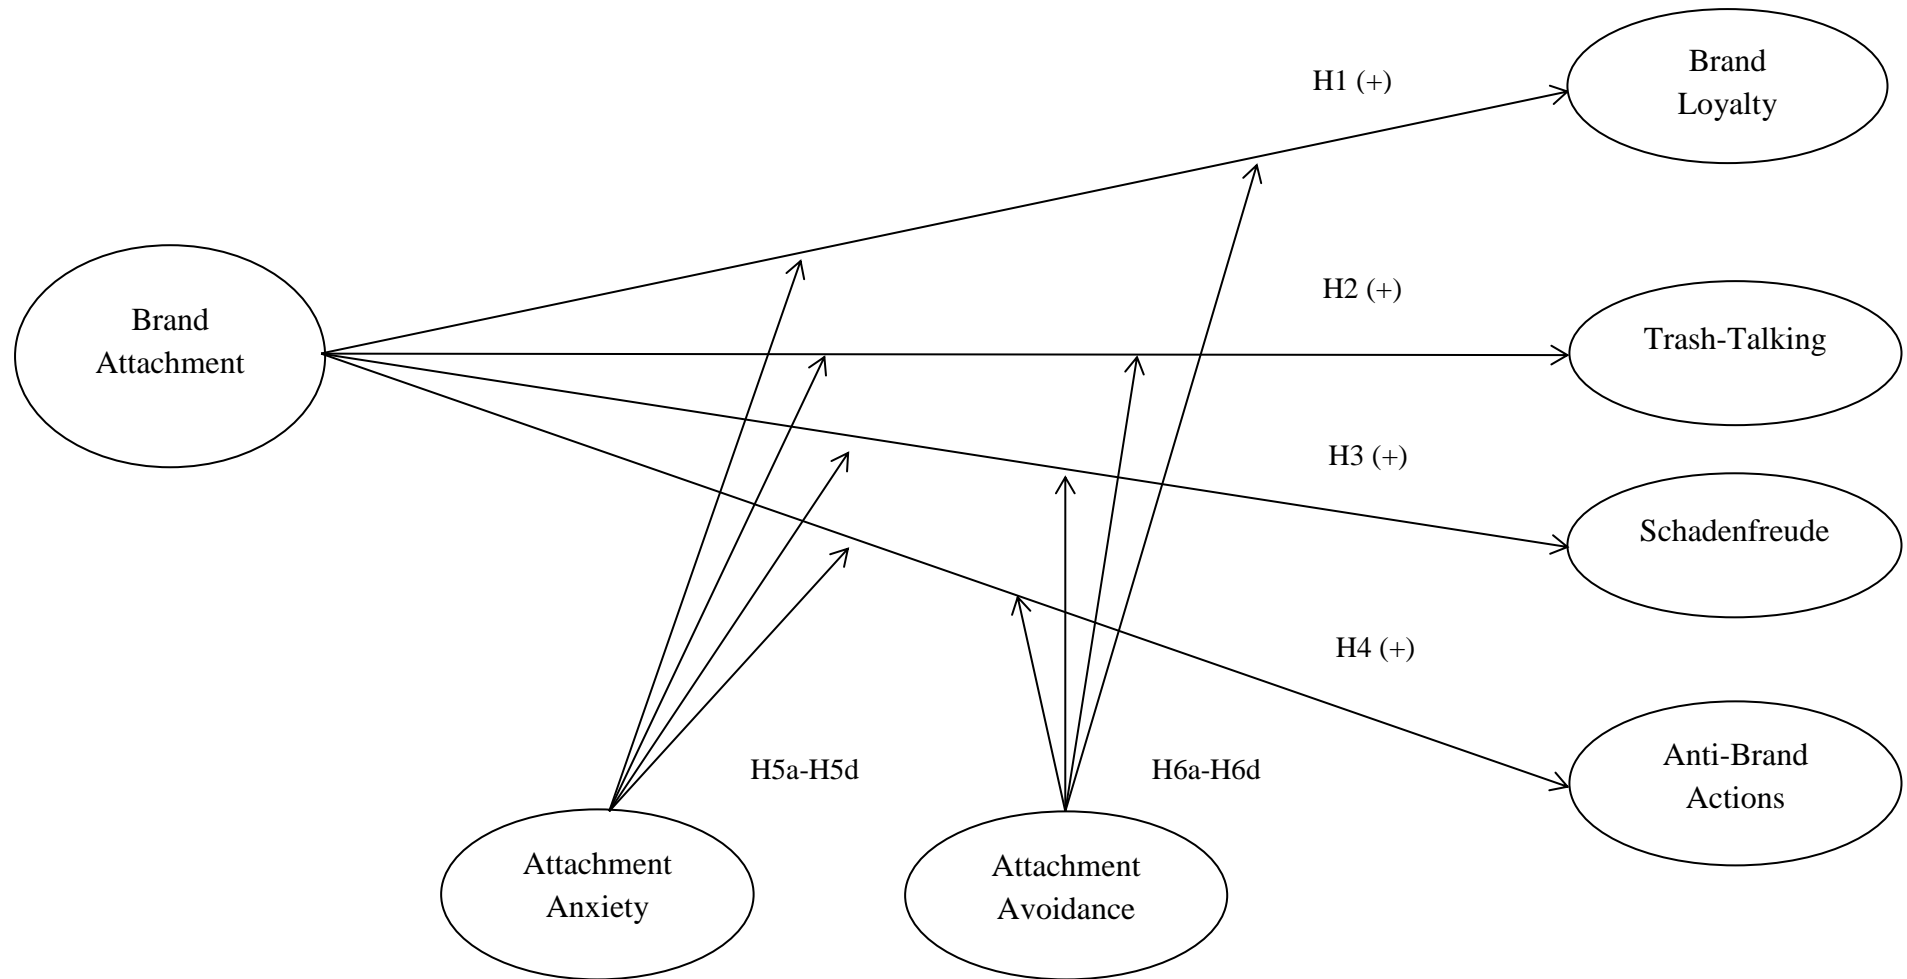 H1 (+)
Brand
Loyalty
H2 (+)
Brand
Attachment
Trash-Talking
H3 (+)
Schadenfreude
H4 (+)
Anti-Brand
Actions
H5a-H5d
H6a-H6d
Attachment
Anxiety
Attachment
Avoidance